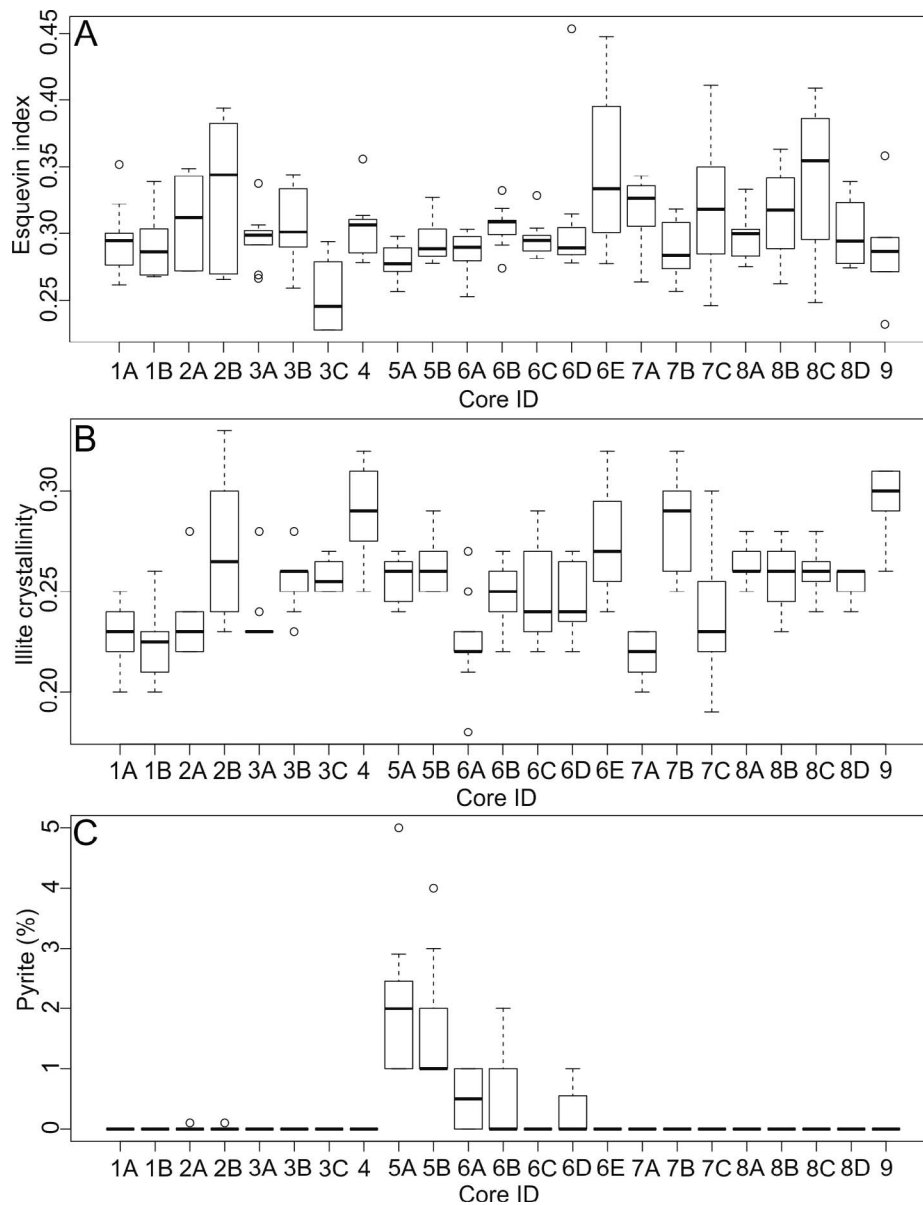 A
Esquevin index
0.45
0.40
0.35
0.30
0.25
1A 1B 2A 2B 3A 3B 3C 4 5A 5B 6A 6B 6C 6D 6E 7A 7B 7C 8A 8B 8C 8D 9
Core ID
B
Illite crystallinity
0.30
0.25
0.20
1A 1B 2A 2B 3A 3B 3C 4 5A 5B 6A 6B 6C 6D 6E 7A 7B 7C 8A 8B 8C 8D 9
Core ID
C
Pyrite (%)
5
4
3
2
1
0
1A 1B 2A 2B 3A 3B 3C 4 5A 5B 6A 6B 6C 6D 6E 7A 7B 7C 8A 8B 8C 8D 9
Core ID